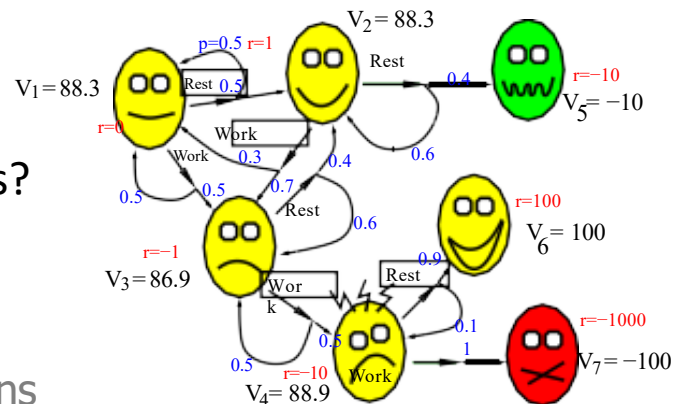 V2 = 88.3
p=0.5 r=1
Rest
r=−10
V1 = 88.3
Rest
0.5
0.4
V5 = −10
r=0
Work
Work
0.3
0.4
0.6
s?
0.5
0.5
0.7
Rest
r=100
0.6
V6 = 100
r=−1
0.9
V3 = 86.9
Rest
Wor
k
r=−1000
0.1
0.5
1
0.5
r=−10
Work
V7 = −100
ns
V4 = 88.9